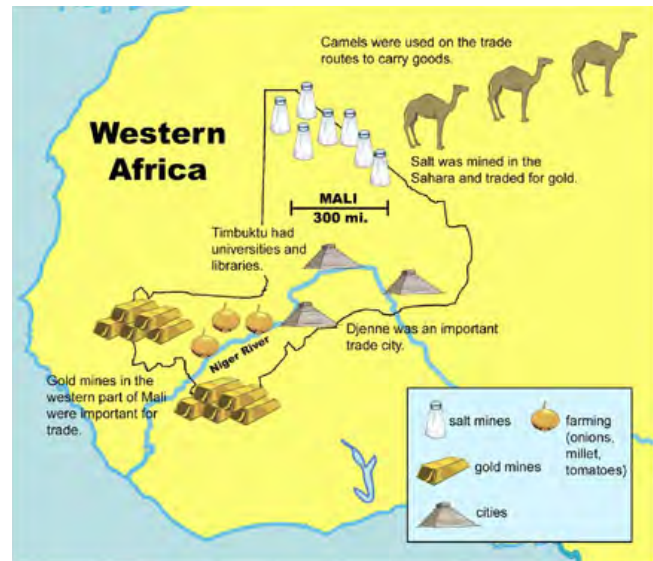 Camels were used on the trade
routes to carry goods.
Western
Africa
Salt was mined in the
Sahara and traded for gold.
MALI
300 mi.
Timbuktu had
universities and
libraries.
Djenne was an important
trade city.
Niger River
Gold mines in the
western part of Mali
were important for
trade.
salt mines
farming
(onions,
millet,
tomatoes)
gold mines
cities